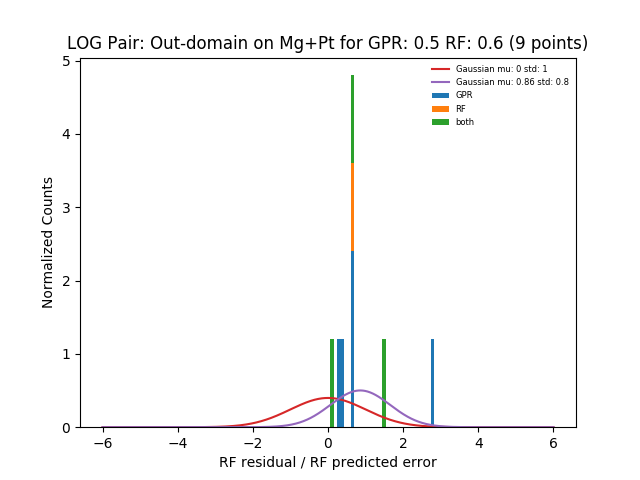 LOG Pair: Out-domain on Mg+Pt for GPR: 0.5 RF: 0.6 (9 points)
Gaussian mu: 0 std: 1
Gaussian mu: 0.86 std: 0.8
GPR
RF
both
Normalized Counts
5
4
3
2
1
0
−6 −4 −2 0 2 4 6
RF residual / RF predicted error